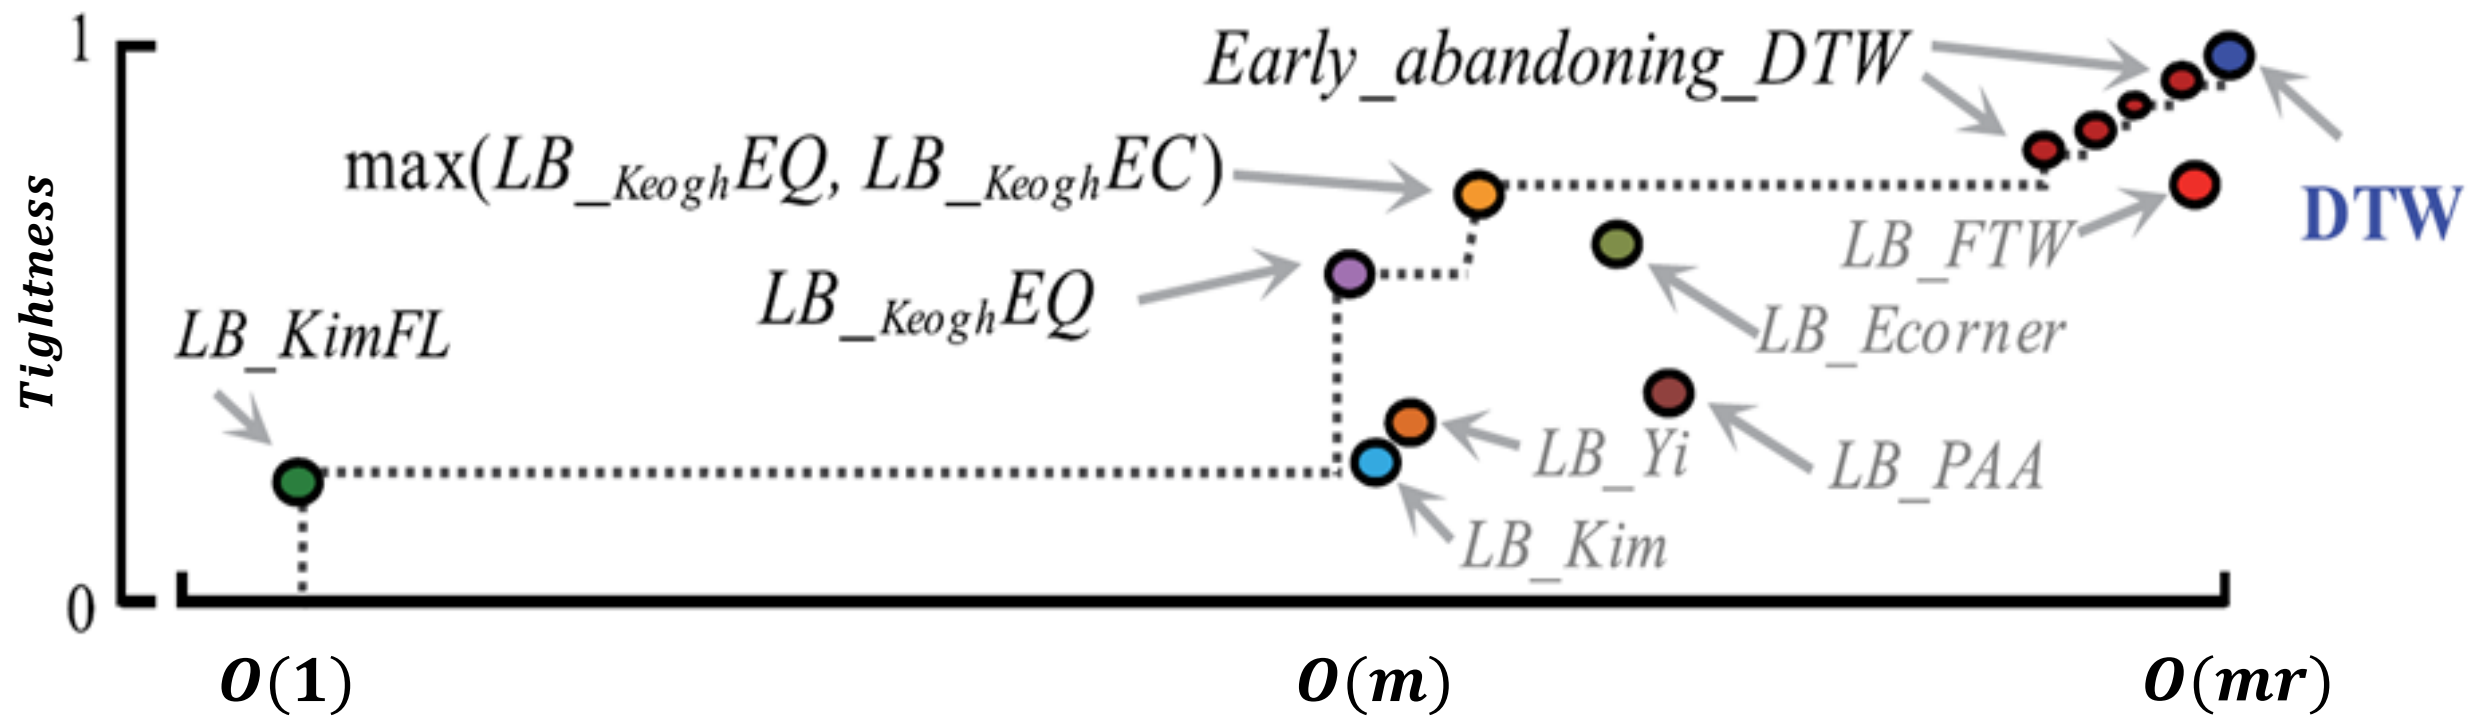 1
Early_abandoning_DTW
max(LB_KeoghEQ, LB_KeoghEC)
DTW
LB_FTW
LB_KeoghEQ
LB_Ecorner
LB_KimFL
Tightness
LB_Yi
LB_PAA
LB_Kim
0
O(1)
O(m)
O(mr)